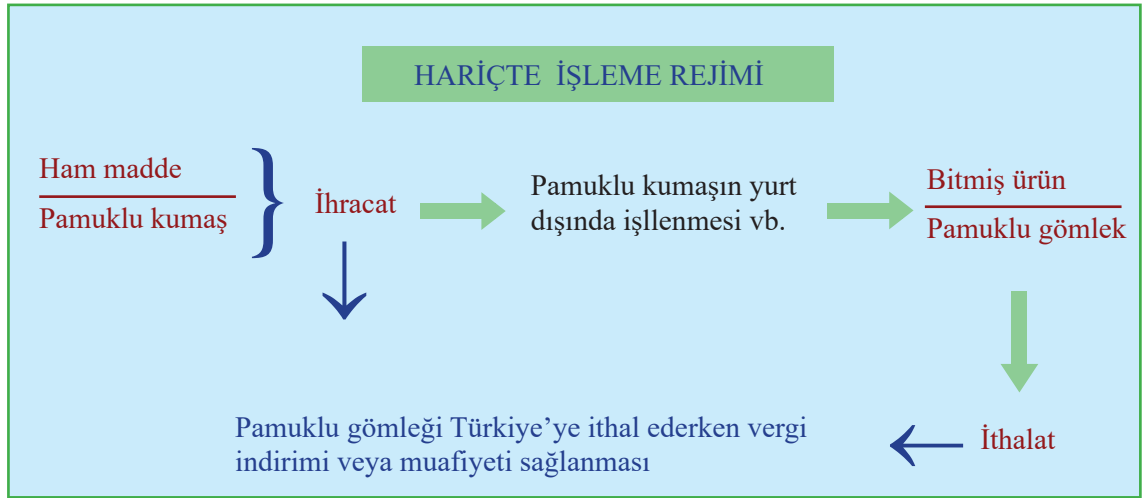 HARİÇTE İŞLEME REJİMİ
Ham madde
Pamuklu kumaş
İhracat
Pamuklu kumaşın yurt
dışında işllenmesi vb.
Bitmiş ürün
Pamuklu gömlek
İthalat
Pamuklu gömleği Türkiye’ye ithal ederken vergi
indirimi veya muafiyeti sağlanması